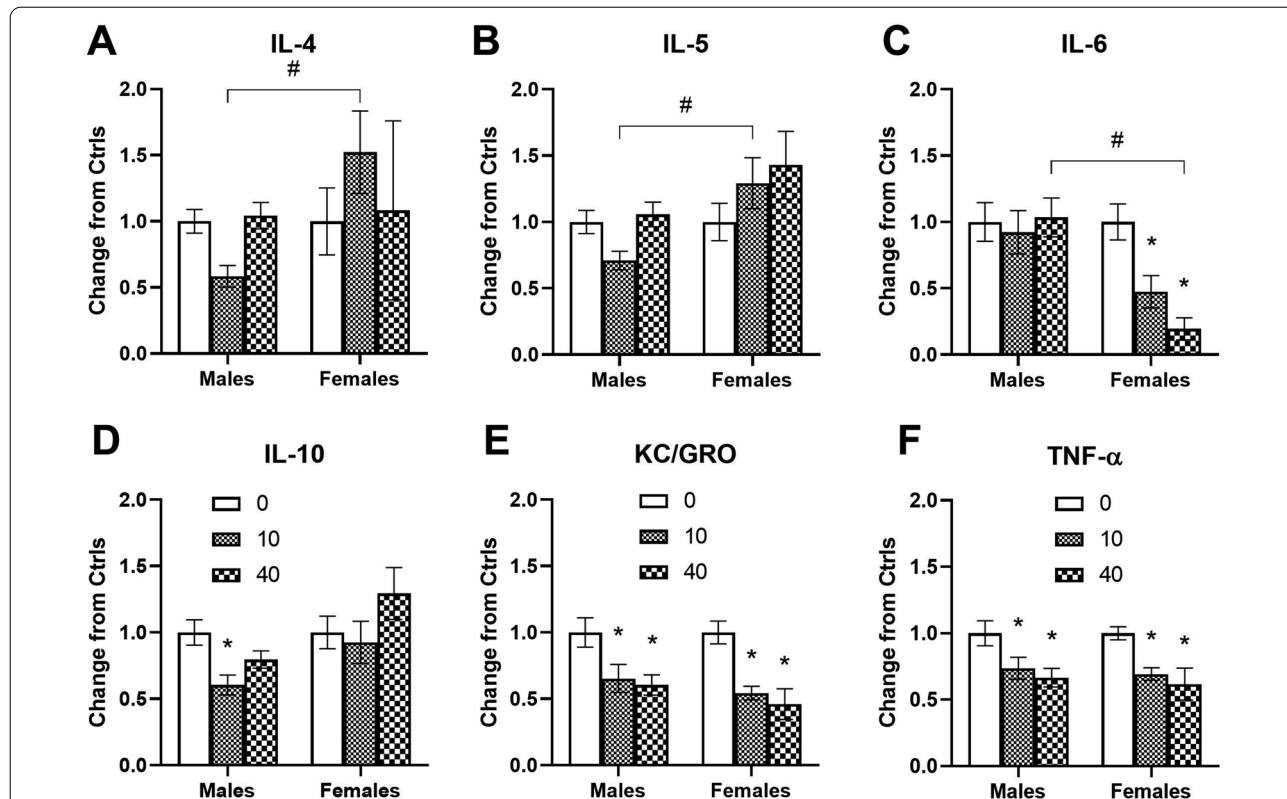 A
IL-4
#
2.0
1.5
1.0
0.5
0.0
Change from Ctrls
Males
Females
B
IL-5
#
2.0
1.5
1.0
0.5
0.0
Change from Ctrls
Males
Females
C
IL-6
#
2.0
1.5
1.0
0.5
0.0
Change from Ctrls
*
*
Males
Females
D
IL-10
2.0
1.5
1.0
0.5
0.0
Change from Ctrls
0
10
40
*
Males
Females
E
KC/GRO
2.0
1.5
1.0
0.5
0.0
Change from Ctrls
0
10
40
*
*
*
*
Males
Females
F
TNF-α
2.0
1.5
1.0
0.5
0.0
Change from Ctrls
0
10
40
*
*
*
*
Males
Females